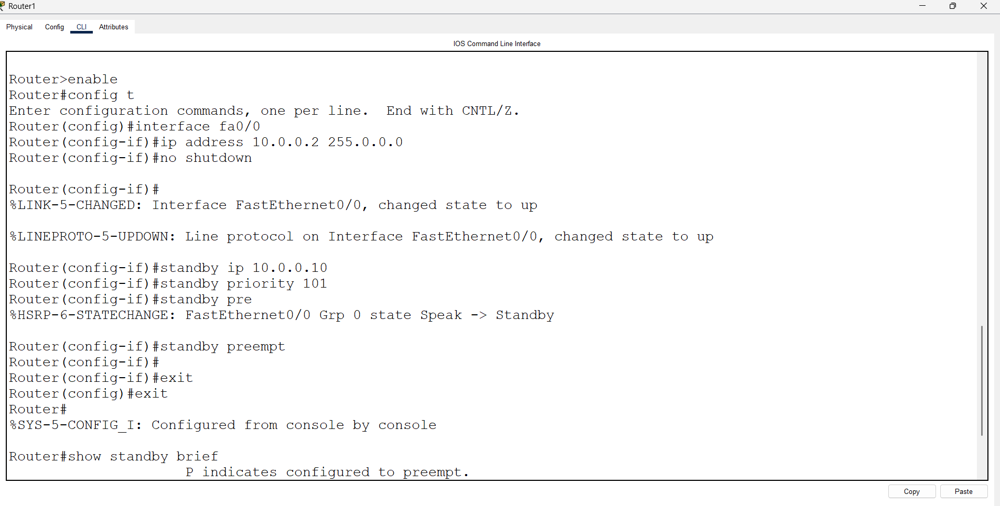 Router1
Physical Config CLI Attributes
IOS Command Line Interface
Router>enable
Router#config t
Enter configuration commands, one per line.  End with CNTL/Z.
Router(config)#interface fa0/0
Router(config-if)#ip address 10.0.0.2 255.0.0.0
Router(config-if)#no shutdown
Router(config-if)#
%LINK-5-CHANGED: Interface FastEthernet0/0, changed state to up
%LINEPROTO-5-UPDOWN: Line protocol on Interface FastEthernet0/0, changed state to up
Router(config-if)#standby ip 10.0.0.10
Router(config-if)#standby priority 101
Router(config-if)#standby pre
%HSRP-6-STATECHANGE: FastEthernet0/0 Grp 0 state Speak -> Standby
Router(config-if)#standby preempt
Router(config-if)#
Router(config-if)#exit
Router(config)#exit
Router#
%SYS-5-CONFIG_I: Configured from console by console
Router#show standby brief
P indicates configured to preempt.
Copy Paste